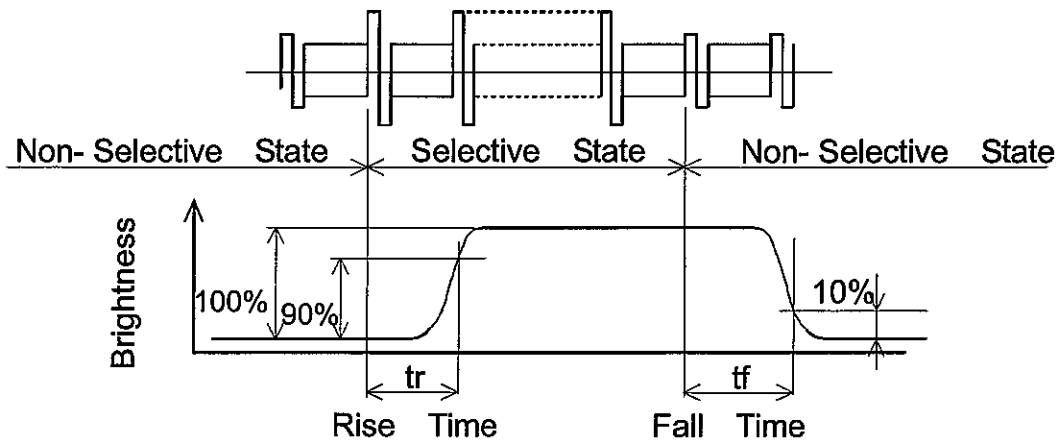 Non- Selective State Selective State Non- Selective State
Brightness
100%
90%
10%
tr tf
Rise Time Fall Time